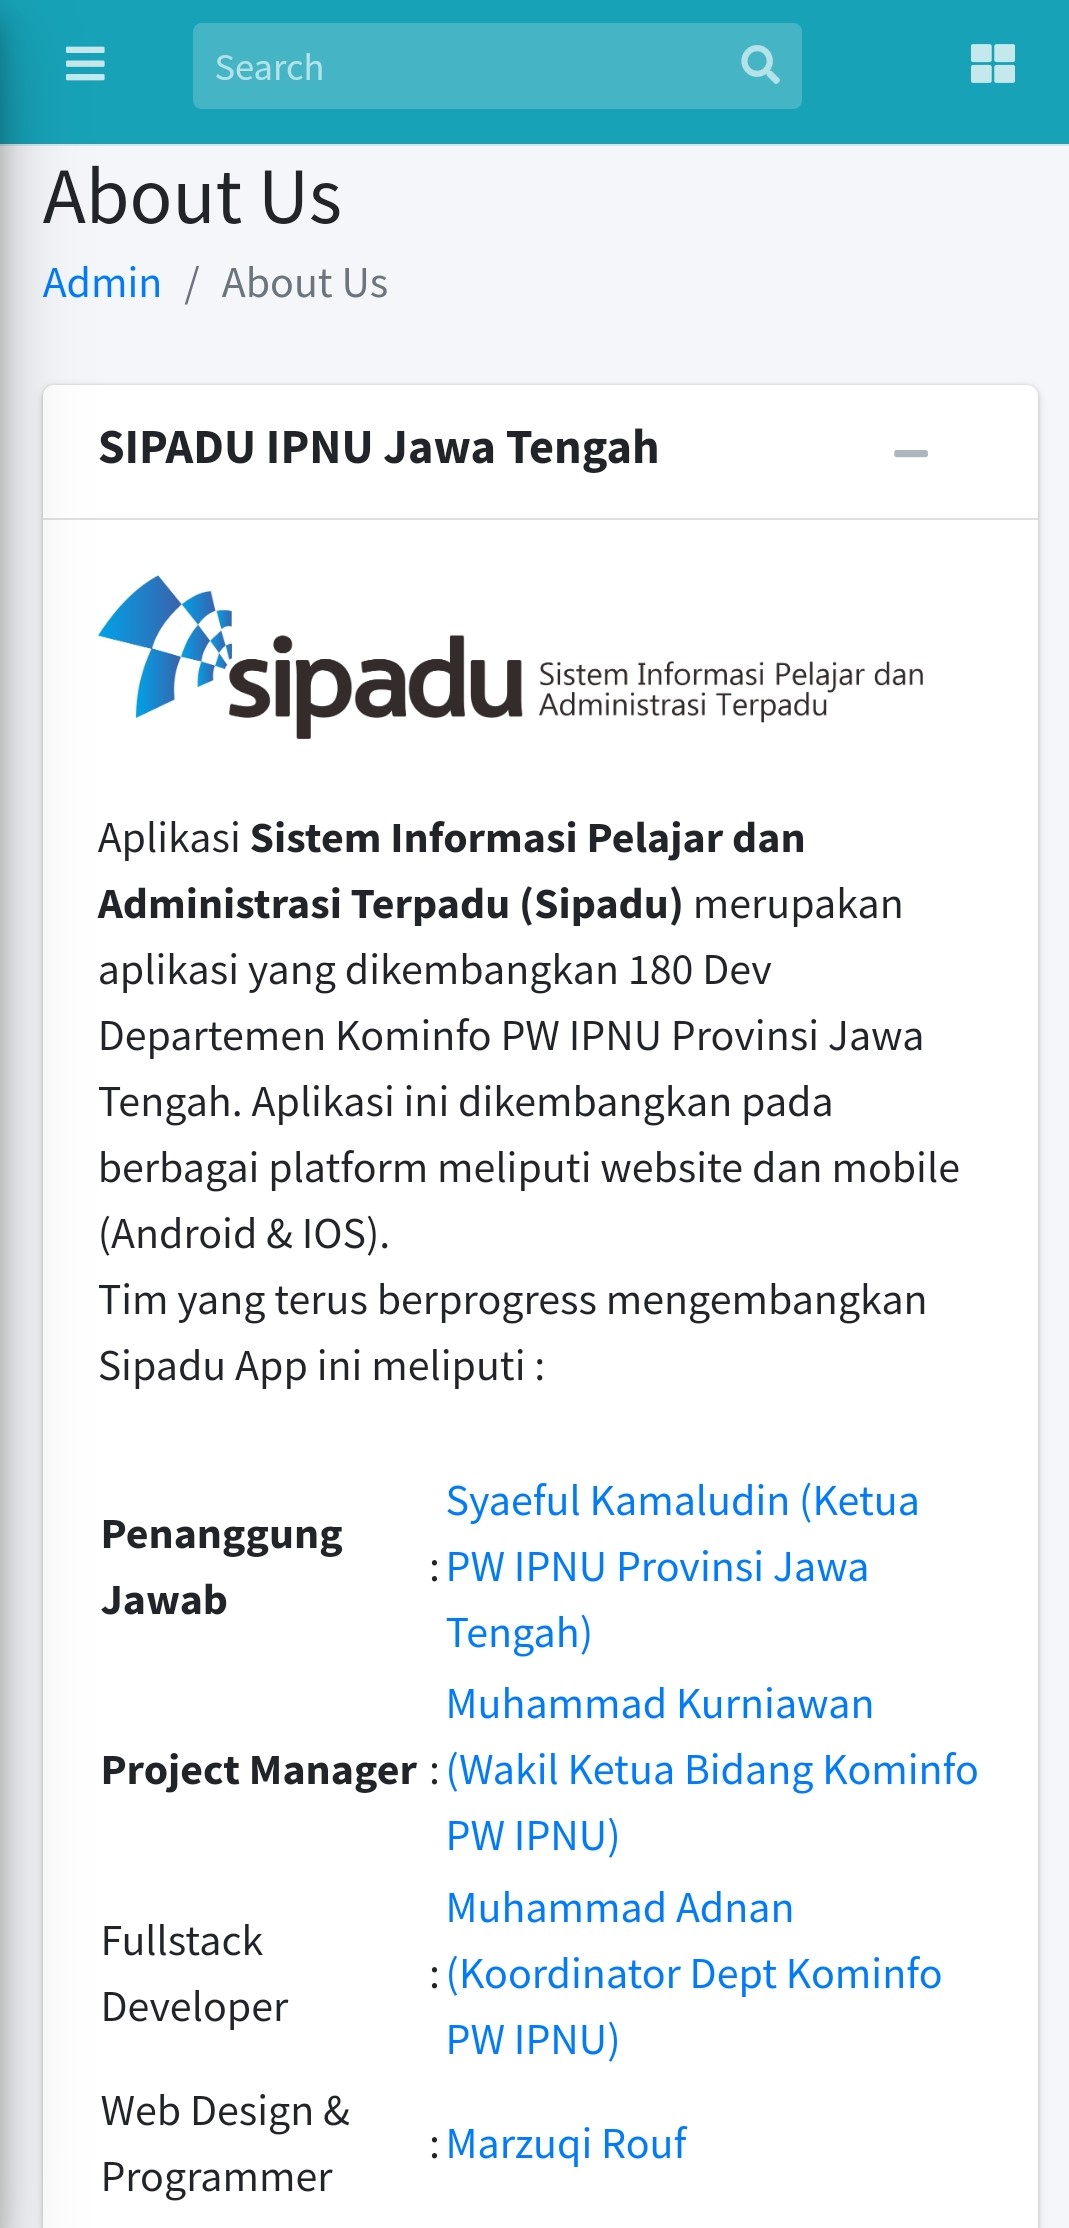 Search
About Us
Admin / About Us
SIPADU IPNU Jawa Tengah
sipadu
Sistem Informasi Pelajar dan
Administrasi Terpadu
Aplikasi Sistem Informasi Pelajar dan
Administrasi Terpadu (Sipadu) merupakan
aplikasi yang dikembangkan 180 Dev
Departemen Kominfo PW IPNU Provinsi Jawa
Tengah. Aplikasi ini dikembangkan pada
berbagai platform meliputi website dan mobile
(Android & IOS).
Tim yang terus berprogress mengembangkan
Sipadu App ini meliputi :
Penanggung
Jawab
: Syaeful Kamaludin (Ketua
PW IPNU Provinsi Jawa
Tengah)
Project Manager
: Muhammad Kurniawan
(Wakil Ketua Bidang Kominfo
PW IPNU)
Fullstack
Developer
: Muhammad Adnan
(Koordinator Dept Kominfo
PW IPNU)
Web Design &
Programmer
: Marzuqi Rouf